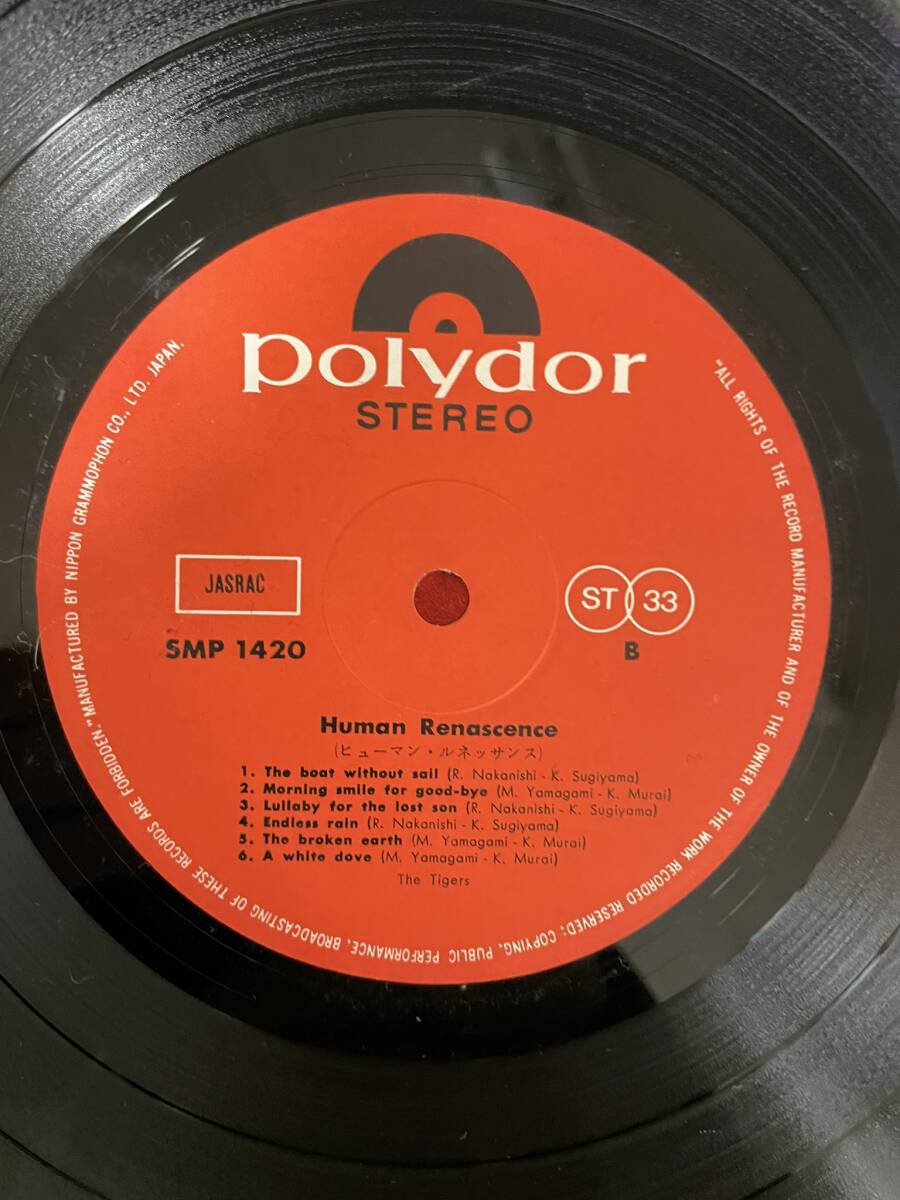 polydor
STEREO
JASRAC
SMP 1420
ST 33
B
Human Renascence
(ヒューマン・ルネッサンス)
1. The boat without sail (R. Nakanishi - K. Sugiyama)
2. Morning smile for good-bye (M. Yamagami - K. Murai)
3. Lullaby for the lost son (R. Nakanishi - K. Sugiyama)
4. Endless rain (R. Nakanishi - K. Sugiyama)
5. The broken earth (M. Yamagami - K. Murai)
6. A white dove (M. Yamagami - K. Murai)
The Tigers
"ALL RIGHTS OF THE RECORD MANUFACTURER AND OF THE OWNER OF THE WORK RECORDED RESERVED: COPYING, PUBLIC PERFORMANCE, BROADCASTING OF THESE RECORDS ARE FORBIDDEN." MANUFACTURED BY NIPPON GRAMMOPHON CO., LTD. JAPAN.